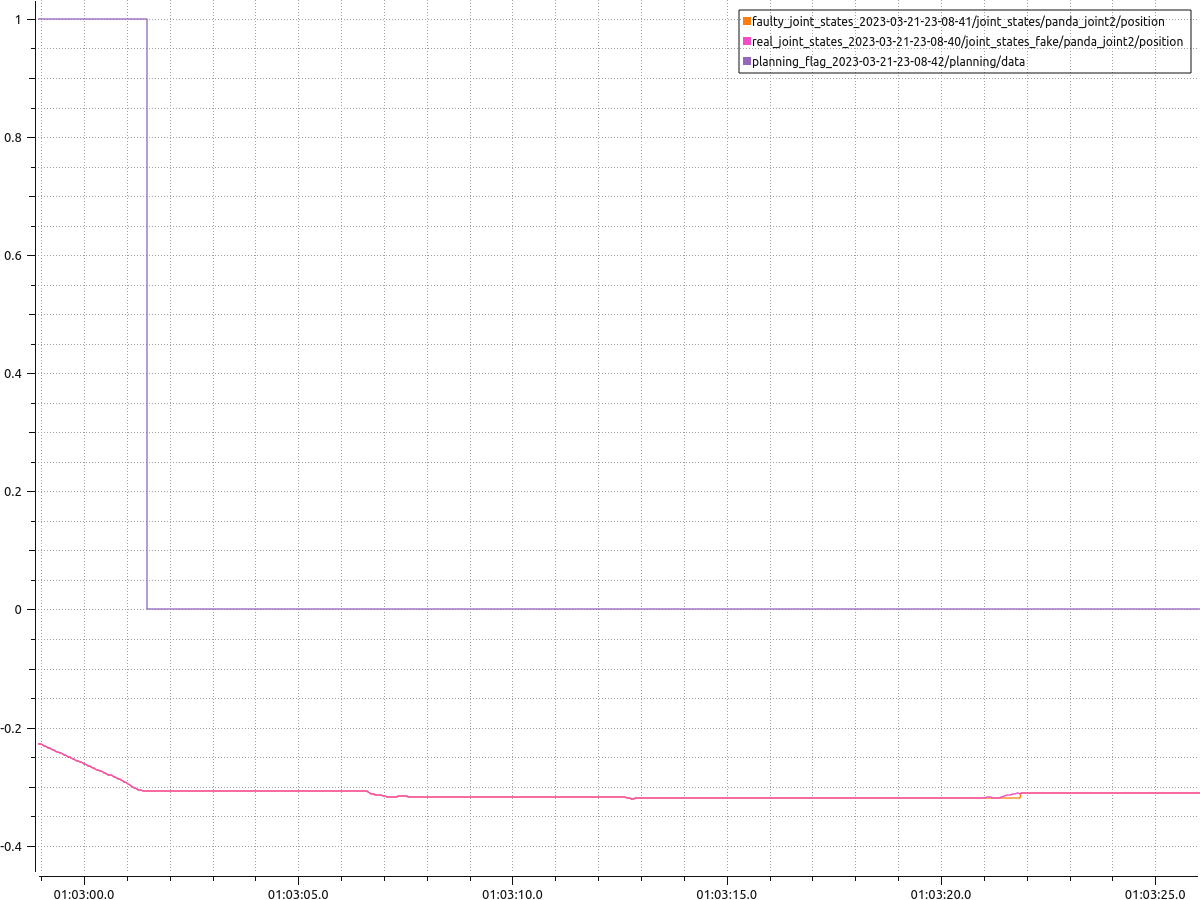 faulty_joint_states_2023-03-21-23-08-41/joint_states/panda_joint2/position
real_joint_states_2023-03-21-23-08-40/joint_states_fake/panda_joint2/position
planning_flag_2023-03-21-23-08-42/planning/data
1
0.8
0.6
0.4
0.2
0
-0.2
-0.4
01:03:00.0 01:03:05.0 01:03:10.0 01:03:15.0 01:03:20.0 01:03:25.0